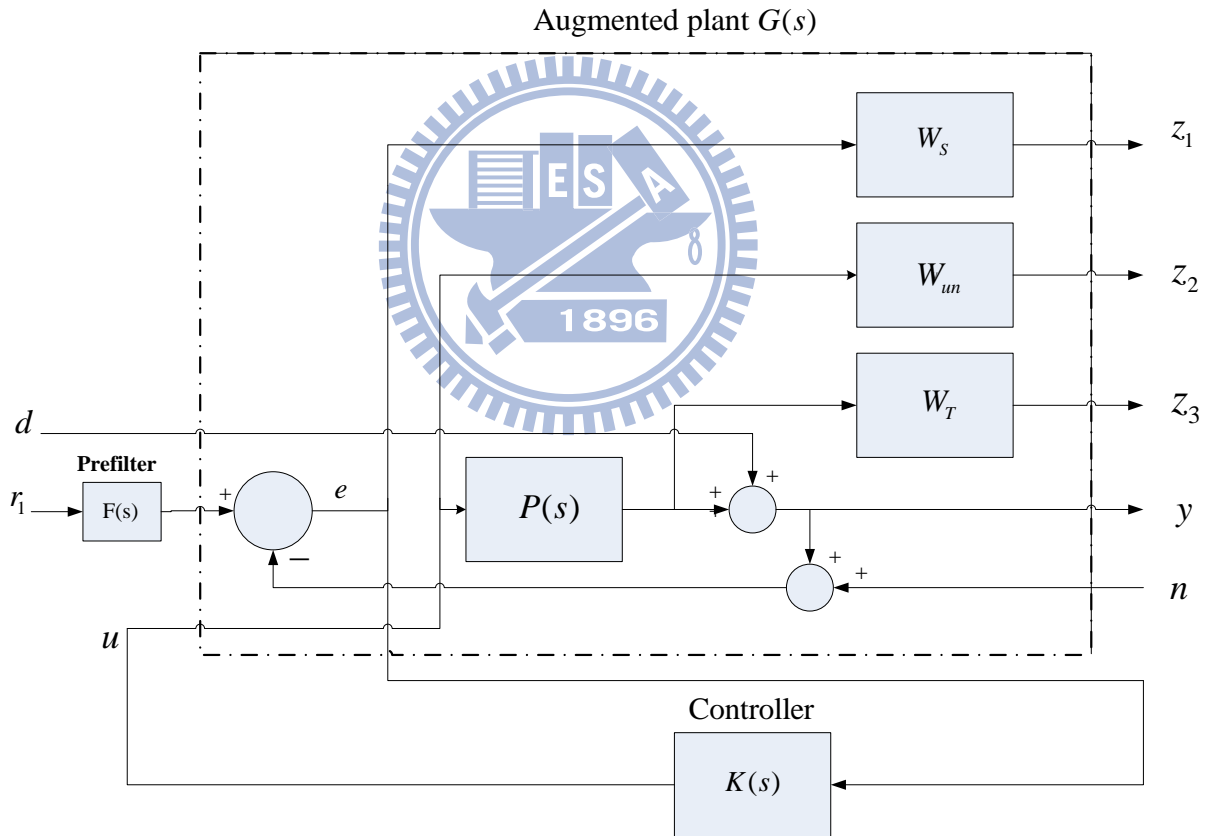 Augmented plant G(s)
W_S
z_1
E S A
W_un
z_2
1896
W_T
z_3
d
Prefilter
r_1
F(s)
+
e
−
P(s)
+
+
y
+
+
n
u
Controller
K(s)